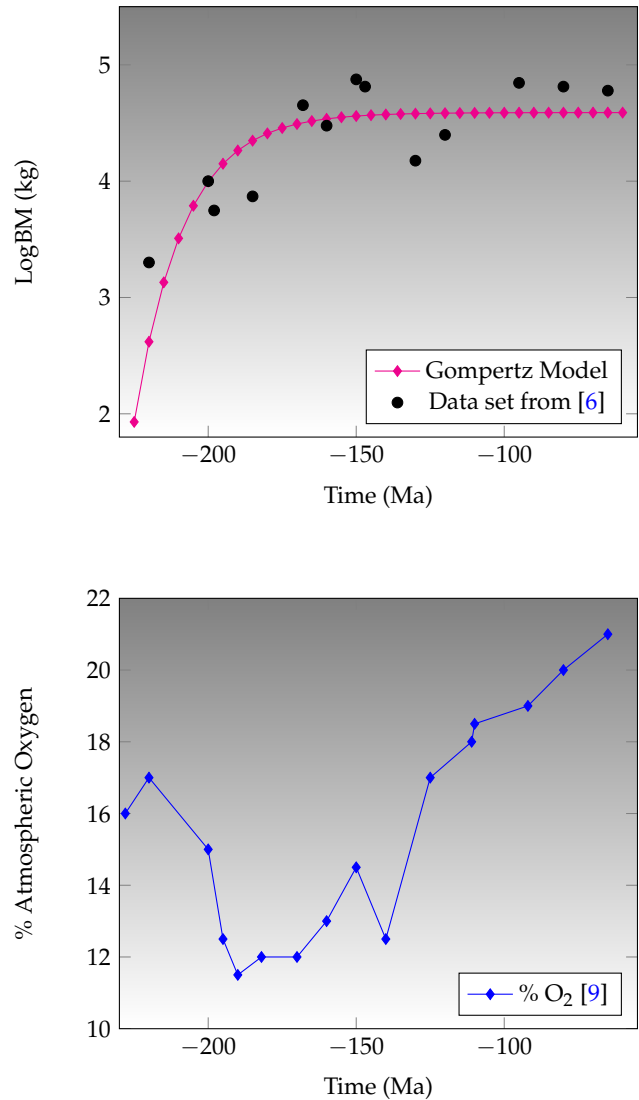 5
4
3
2
LogBM (kg)
Gompertz Model
Data set from [6]
−200
−150
−100
Time (Ma)
22
20
18
16
14
12
10
% Atmospheric Oxygen
% O₂ [9]
−200
−150
−100
Time (Ma)